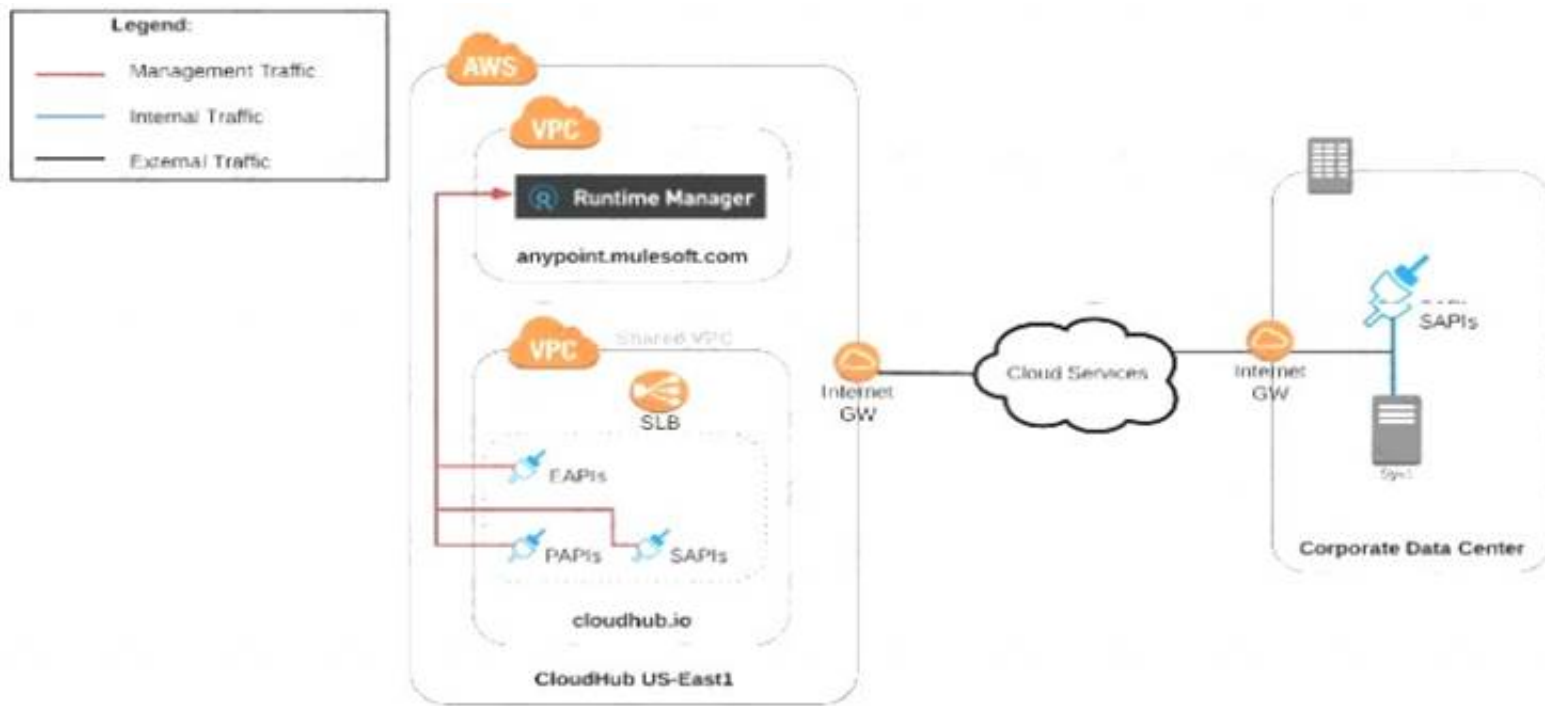 Legend:
Management Traffic
Internal Traffic
External Traffic
AWS
VPC
Runtime Manager
anypoint.mulesoft.com
VPC
Shared VPC
SLB
EAPIs
PAPIs
SAPIs
cloudhub.io
CloudHub US-East1
Internet
GW
Cloud Services
Internet
GW
SAPIs
Corporate Data Center